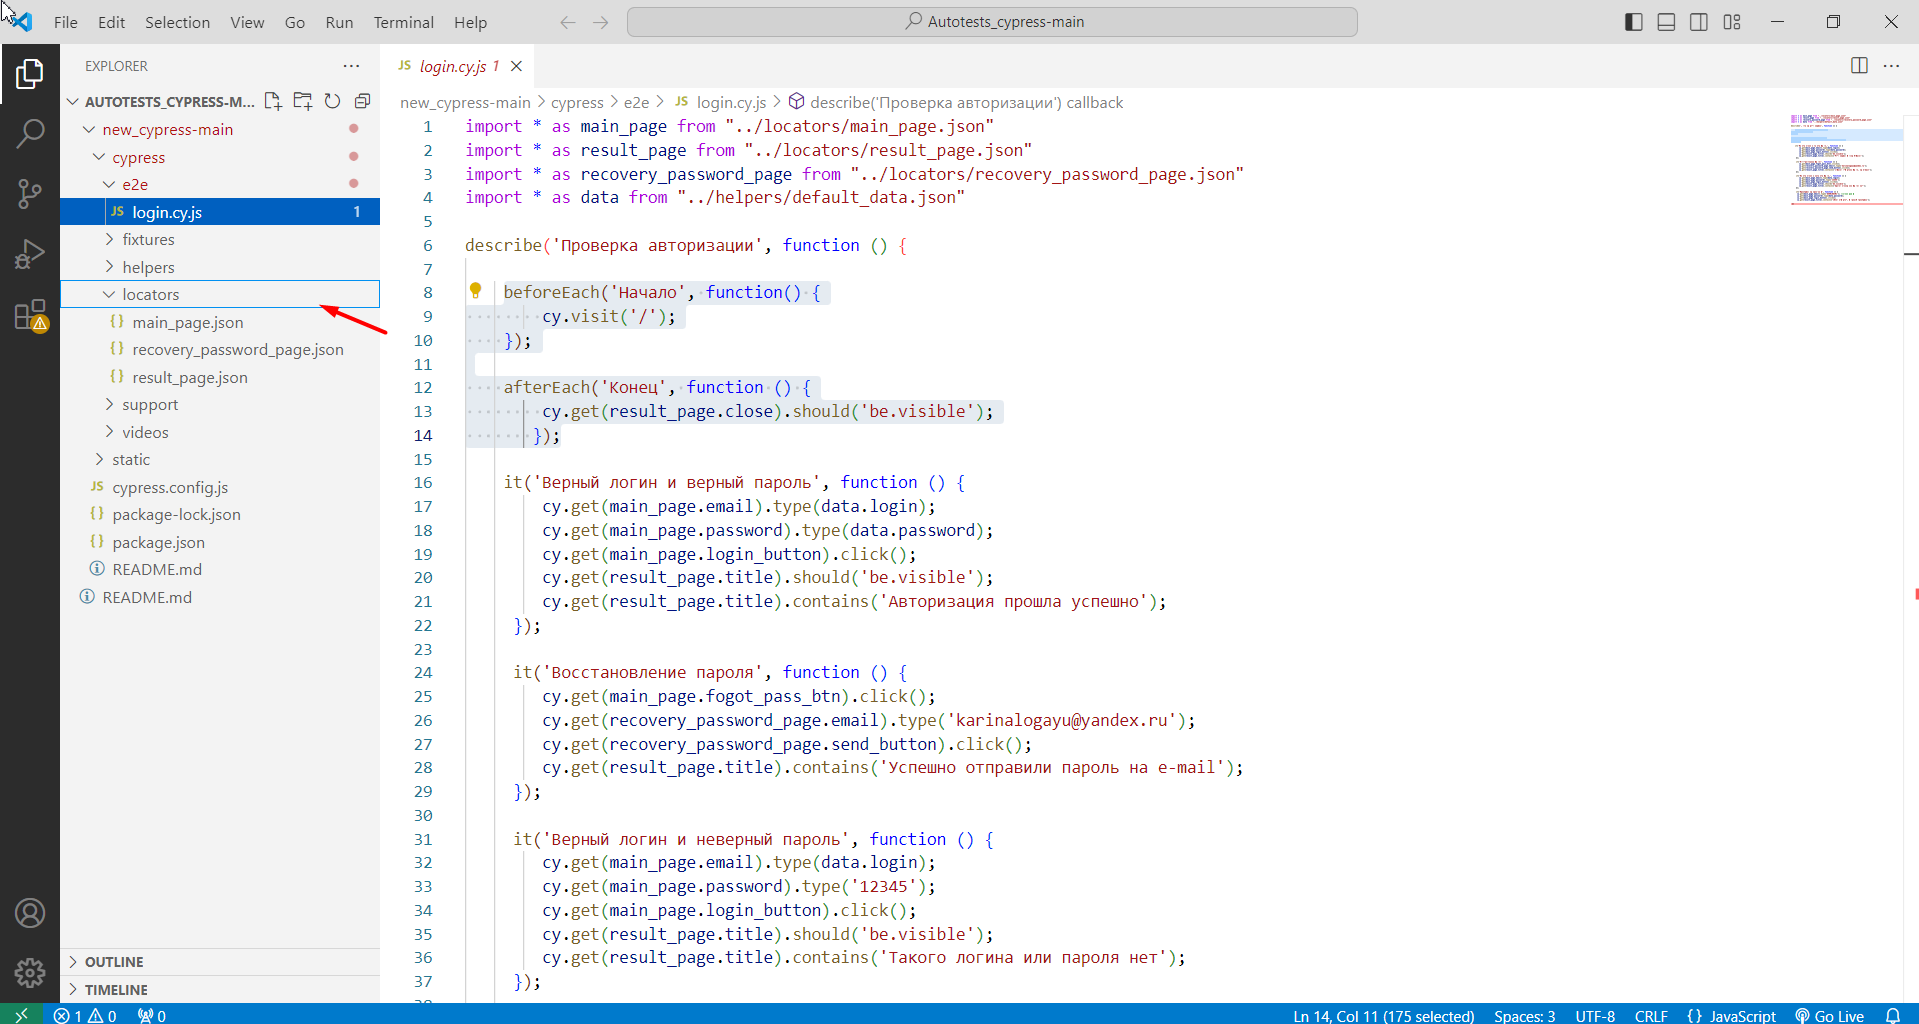 File Edit Selection View Go Run Terminal Help
Autotests_cypress-main
EXPLORER
AUTOTESTS_CYPRESS-M...
new_cypress-main
cypress
e2e
JS login.cy.js 1
fixtures
helpers
locators
{} main_page.json
{} recovery_password_page.json
{} result_page.json
support
videos
static
JS cypress.config.js
{} package-lock.json
{} package.json
README.md
README.md
OUTLINE
TIMELINE
JS login.cy.js 1
new_cypress-main > cypress > e2e > JS login.cy.js > describe('Проверка авторизации') callback
1 import * as main_page from "../locators/main_page.json"
2 import * as result_page from "../locators/result_page.json"
3 import * as recovery_password_page from "../locators/recovery_password_page.json"
4 import * as data from "../helpers/default_data.json"
5
6 describe('Проверка авторизации', function () {
7
8 beforeEach('Начало', function() {
9 cy.visit('/');
10 });
11
12 afterEach('Конец', function () {
13 cy.get(result_page.close).should('be.visible');
14 });
15
16 it('Верный логин и верный пароль', function () {
17 cy.get(main_page.email).type(data.login);
18 cy.get(main_page.password).type(data.password);
19 cy.get(main_page.login_button).click();
20 cy.get(result_page.title).should('be.visible');
21 cy.get(result_page.title).contains('Авторизация прошла успешно');
22 });
23
24 it('Восстановление пароля', function () {
25 cy.get(main_page.fogot_pass_btn).click();
26 cy.get(recovery_password_page.email).type('karinalogayu@yandex.ru');
27 cy.get(recovery_password_page.send_button).click();
28 cy.get(result_page.title).contains('Успешно отправили пароль на e-mail');
29 });
30
31 it('Верный логин и неверный пароль', function () {
32 cy.get(main_page.email).type(data.login);
33 cy.get(main_page.password).type('12345');
34 cy.get(main_page.login_button).click();
35 cy.get(result_page.title).should('be.visible');
36 cy.get(result_page.title).contains('Такого логина или пароля нет');
37 });
1 0 0 Ln 14, Col 11 (175 selected) Spaces: 3 UTF-8 CRLF {} JavaScript Go Live